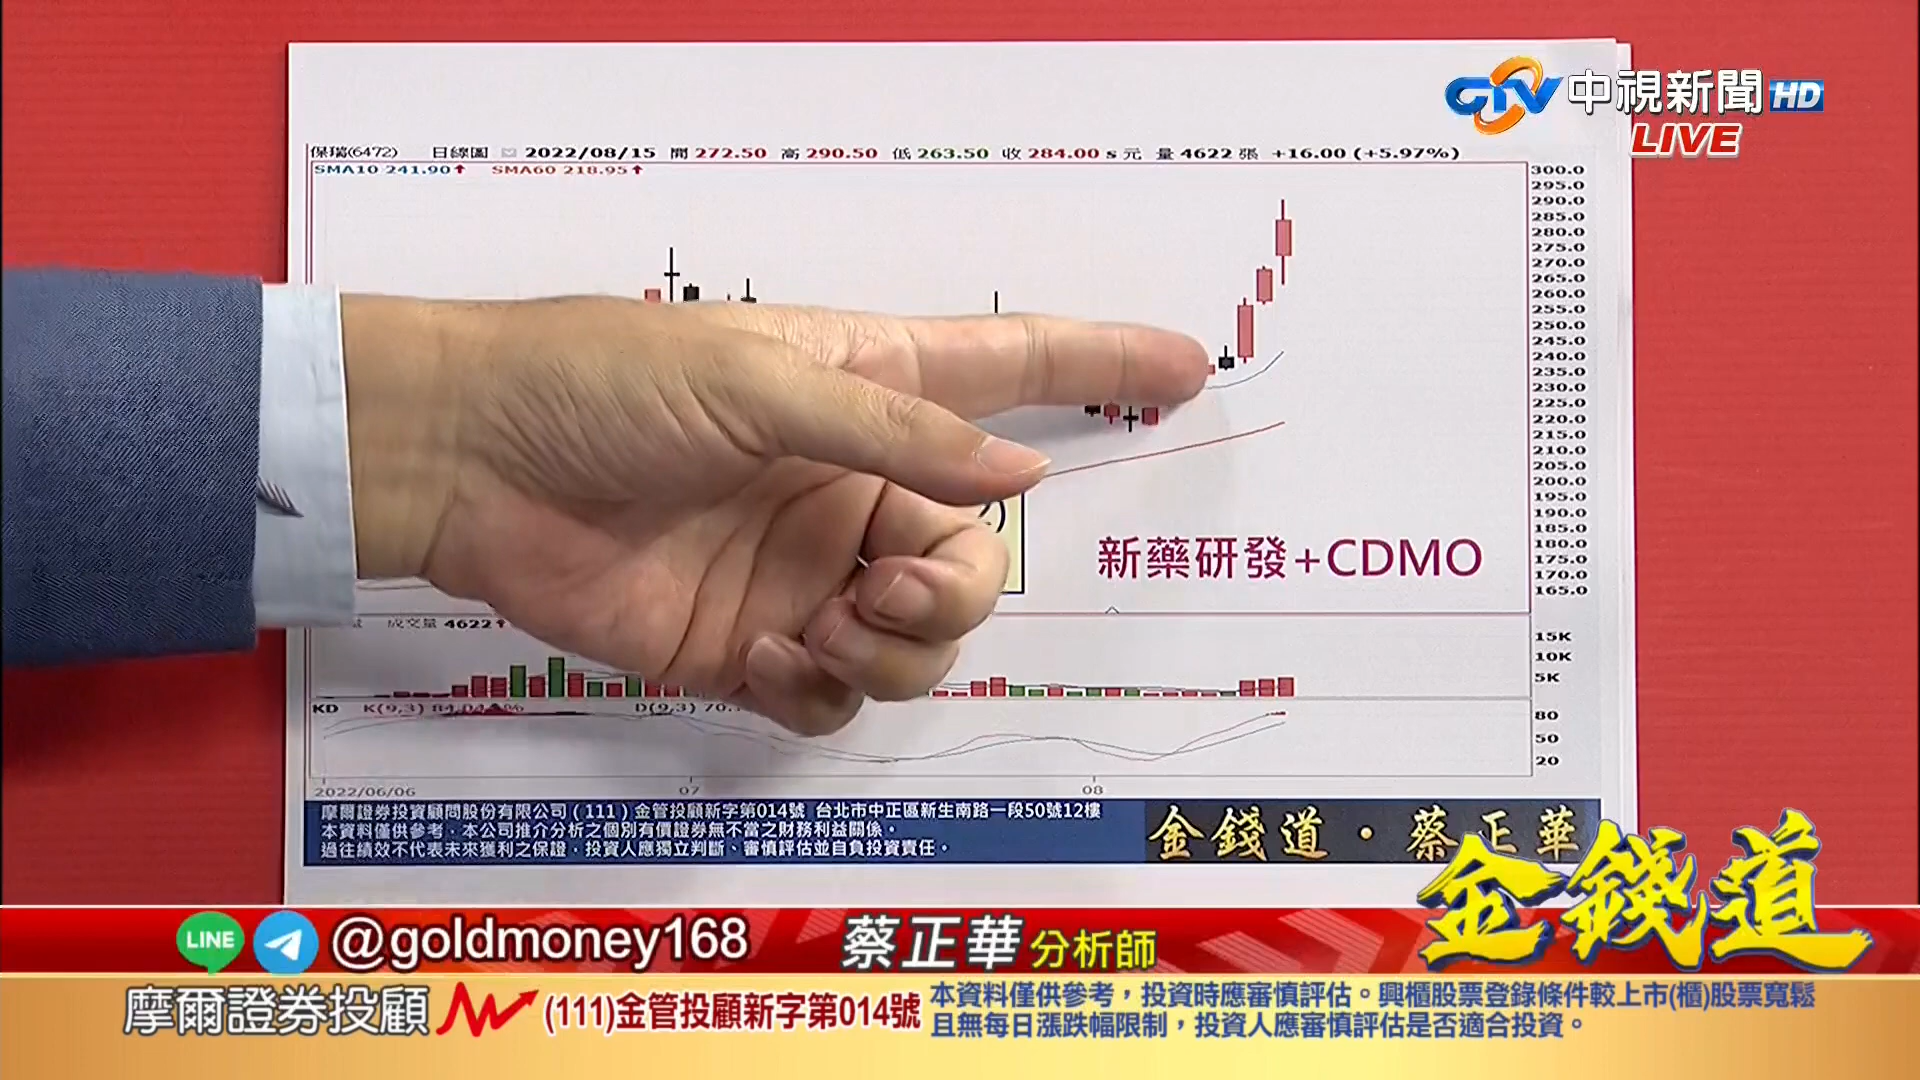 CTV 中視新聞 HD
LIVE
保瑞(6472) 日線圖 2022/08/15 開 272.50 高 290.50 低 263.50 收 284.00 s 元 量 4622 張 +16.00 (+5.97%)
SMA10 241.90↑ SMA60 218.95↑
300.0
295.0
290.0
285.0
280.0
275.0
270.0
265.0
260.0
255.0
250.0
245.0
240.0
235.0
230.0
225.0
220.0
215.0
210.0
205.0
200.0
195.0
190.0
185.0
180.0
175.0
170.0
165.0
2)
新藥研發+CDMO
量 成交量 4622↑
15K
10K
5K
KD K(9,3) D(9,3) 70.
80
50
20
2022/06/06 07 08
摩爾證券投資顧問股份有限公司(111)金管投顧新字第014號 台北市中正區新生南路一段50號12樓
本資料僅供參考．本公司推介分析之個別有價證券無不當之財務利益關係。
過往績效不代表未來獲利之保證．投資人應獨立判斷、審慎評估並自負投資責任。
金錢道・蔡正華
金錢道
LINE @goldmoney168 蔡正華 分析師
摩爾證券投顧 (111)金管投顧新字第014號
本資料僅供參考，投資時應審慎評估。興櫃股票登錄條件較上市(櫃)股票寬鬆
且無每日漲跌幅限制，投資人應審慎評估是否適合投資。